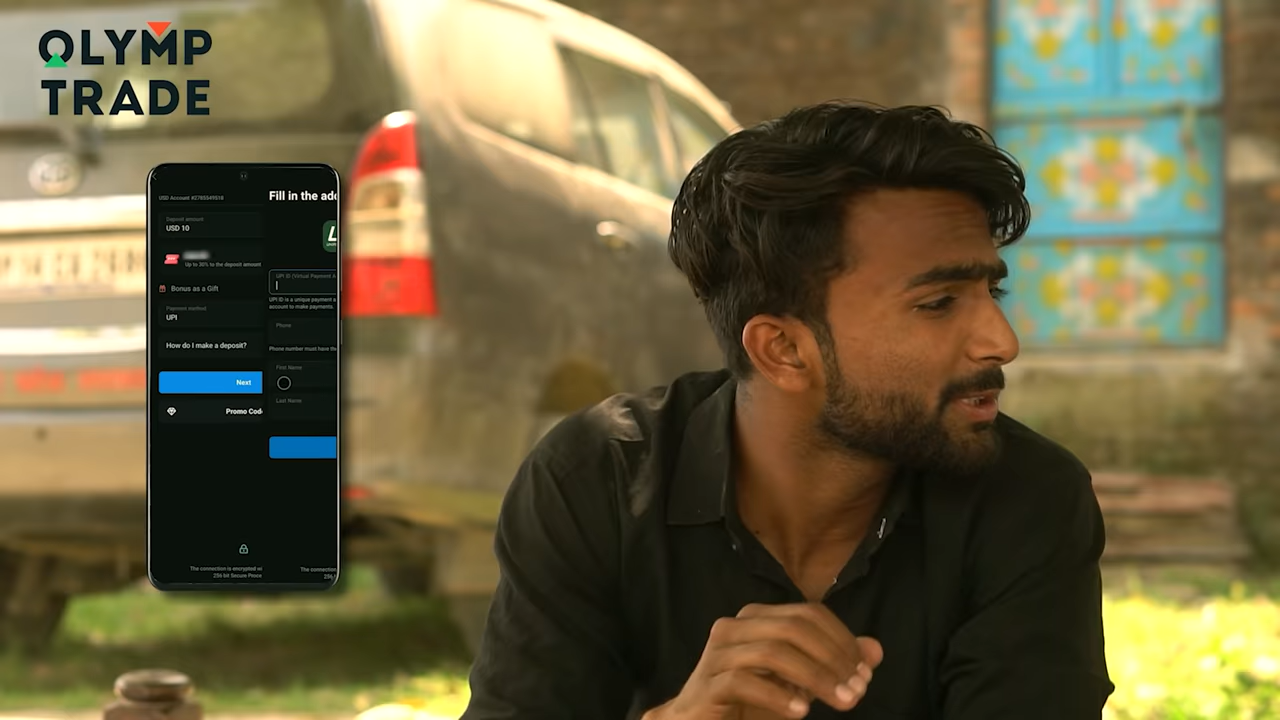 OLYMP
TRADE
USD Account #2785549518
Deposit amount
USD 10
Up to 30% to the deposit amount
Bonus as a Gift
Payment method
UPI
How do I make a deposit?
Next
Promo Cod
The connection is encrypted wi
256 bit Secure Proce
Fill in the add
UPI ID (Virtual Payment A
UPI ID is a unique payment a
account to make payments.
Phone
Phone number must have the
First Name
Last Name
The connection
256